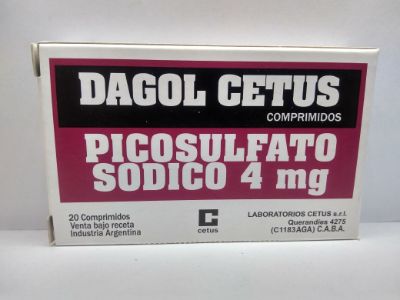 DAGOL CETUS
COMPRIMIDOS
PICOSULFATO
SODICO 4 mg
20 Comprimidos
Venta bajo receta
Industria Argentina
C
cetus
LABORATORIOS CETUS s.r.l.
Querandíes 4275
(C1183AGA) C.A.B.A.